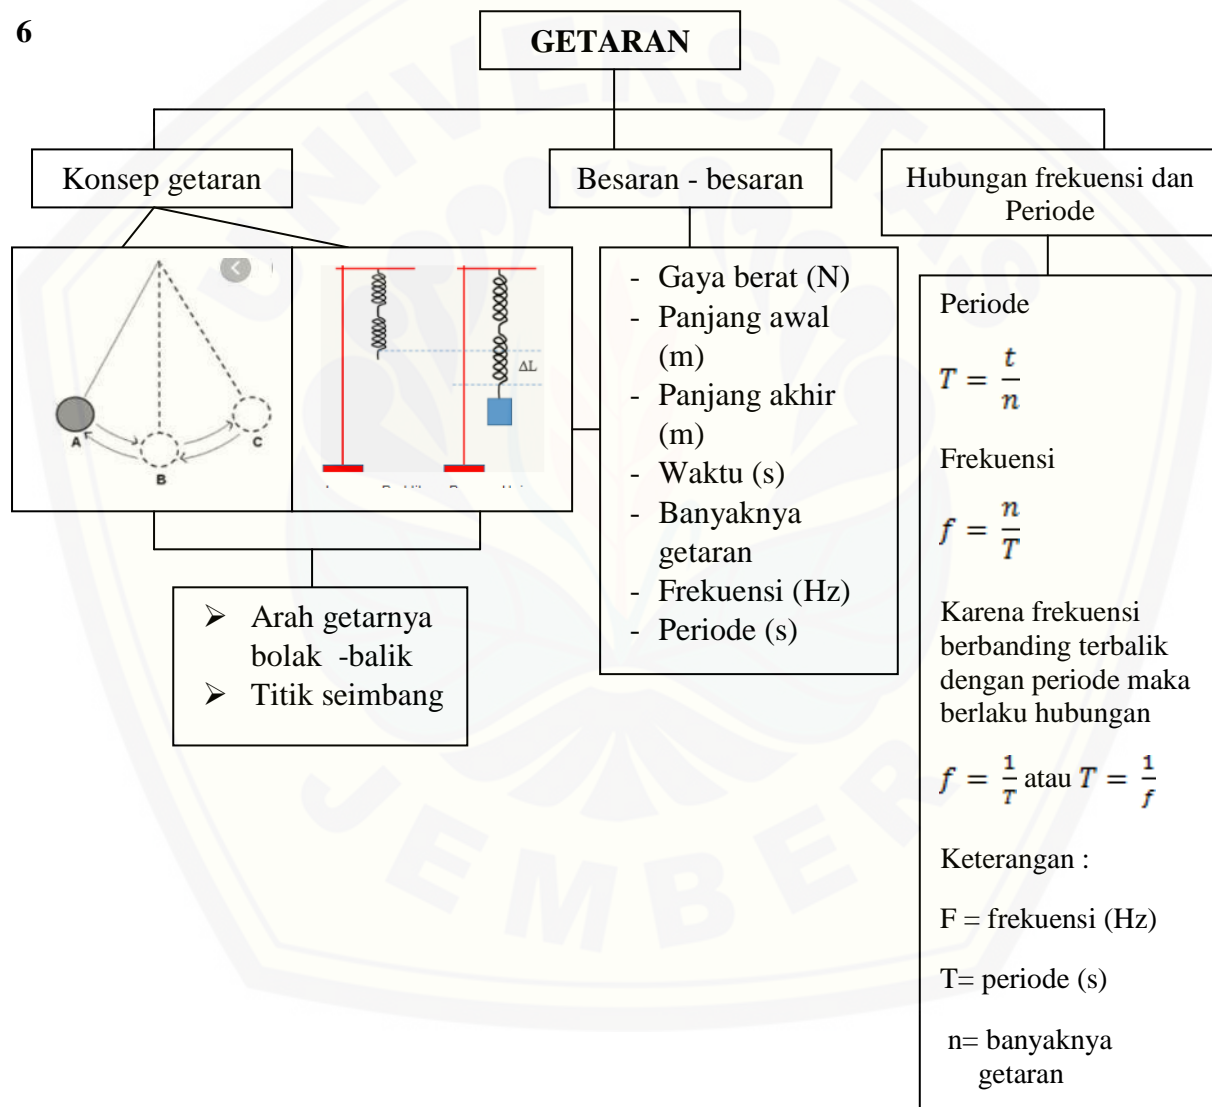 6
GETARAN
Konsep getaran
Besaran - besaran
Hubungan frekuensi dan
Periode
A
B
C
ΔL
- Gaya berat (N)
- Panjang awal
(m)
- Panjang akhir
(m)
- Waktu (s)
- Banyaknya
getaran
- Frekuensi (Hz)
- Periode (s)
➢ Arah getarnya
bolak -balik
➢ Titik seimbang
Periode
T = t/n
Frekuensi
f = n/T
Karena frekuensi
berbanding terbalik
dengan periode maka
berlaku hubungan
f = 1/T atau T = 1/f
Keterangan :
F = frekuensi (Hz)
T= periode (s)
n= banyaknya
getaran
UNIVERSITAS
JEMBER